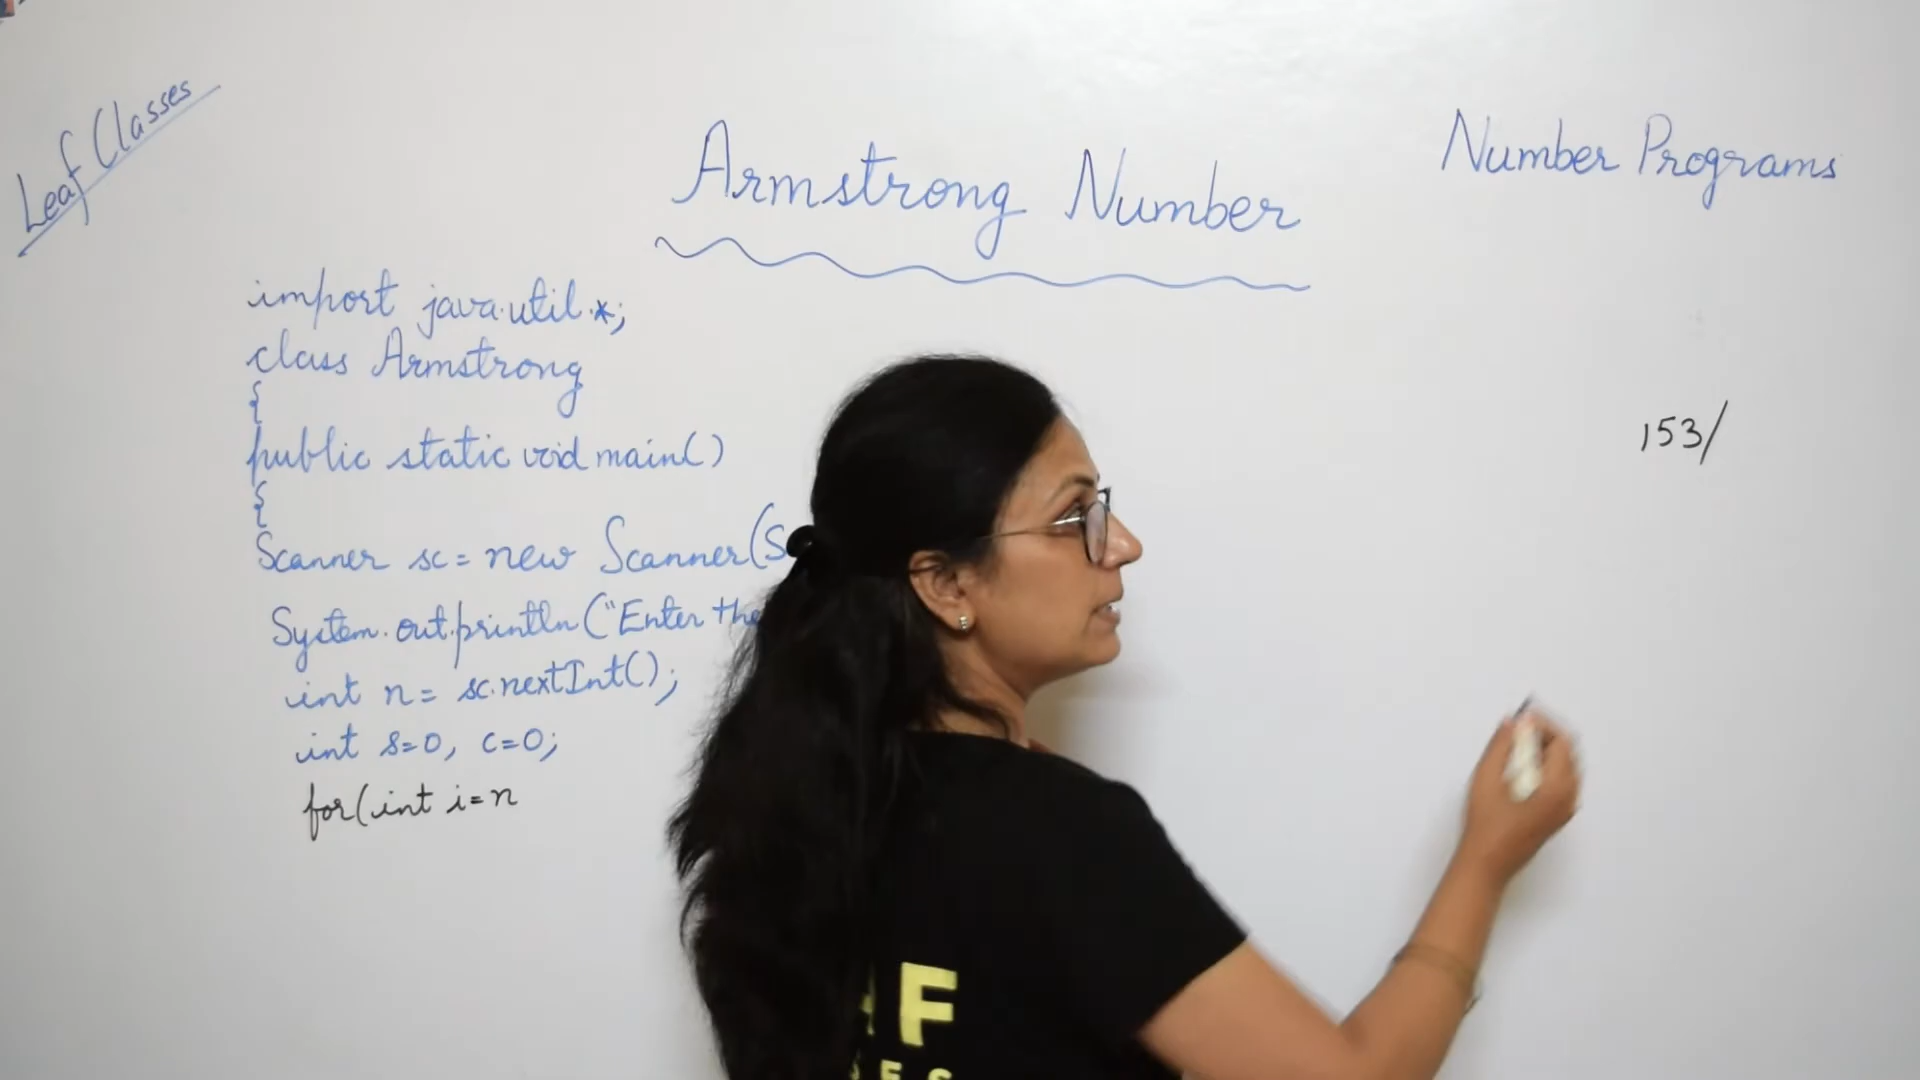 Leaf Classes
Armstrong Number
Number Programs
import java.util.*;
class Armstrong
{
public static void main()
{
Scanner sc = new Scanner(S
System.out.println("Enter the
int n = sc.nextInt();
int s=0, c=0;
for(int i=n
153/
F